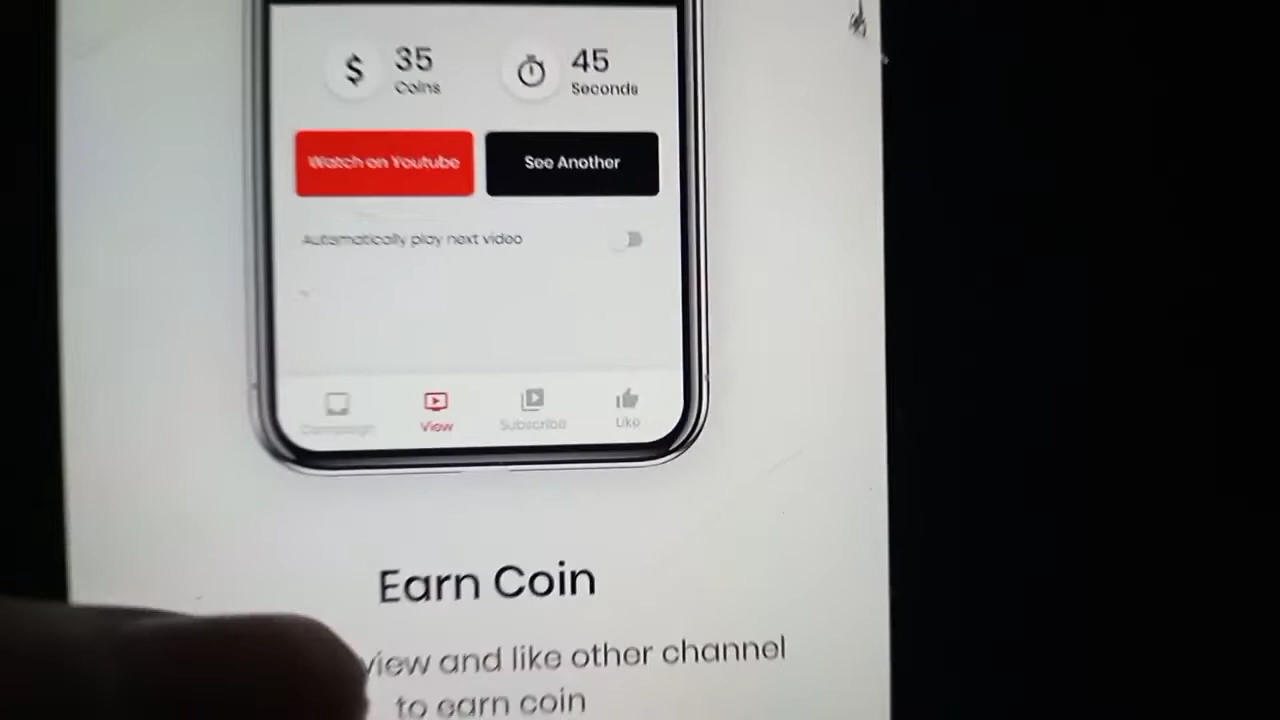 35
Coins
45
Seconds
Watch on Youtube
See Another
Automatically play next video
Campaign
View
Subscribe
Like
Earn Coin
view and like other channel
to earn coin